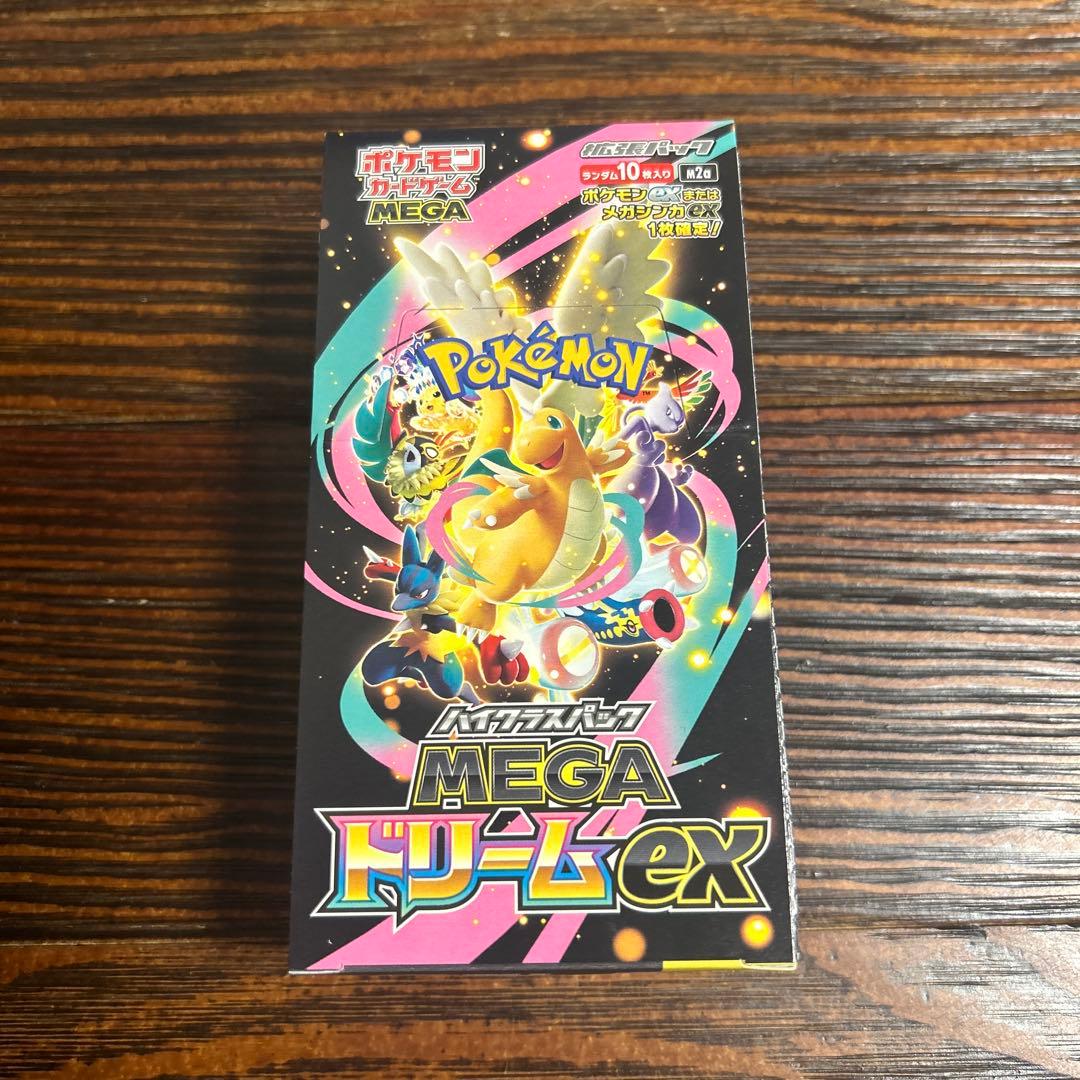 ポケモン
カードゲーム
MEGA
拡張パック
ランダム10枚入り M2a
ポケモンexまたは
メガシンカex
1枚確定!
POKÉMON
TM
ハイクラスパック
MEGA
ドリームex